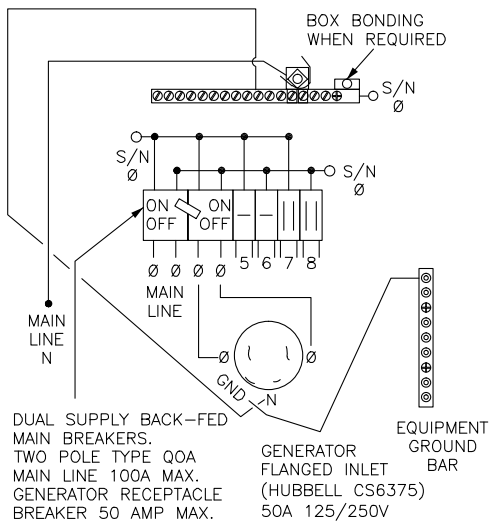 BOX BONDING
WHEN REQUIRED
S/N
Ø
S/N
Ø
S/N
Ø
ON
OFF
ON
OFF
Ø Ø Ø Ø 5 6 7 8
MAIN
LINE
Ø Ø
MAIN
LINE
N
GND
N
DUAL SUPPLY BACK-FED
MAIN BREAKERS.
TWO POLE TYPE QOA
MAIN LINE 100A MAX.
GENERATOR RECEPTACLE
BREAKER 50 AMP MAX.
GENERATOR
FLANGED INLET
(HUBBELL CS6375)
50A 125/250V
EQUIPMENT
GROUND
BAR